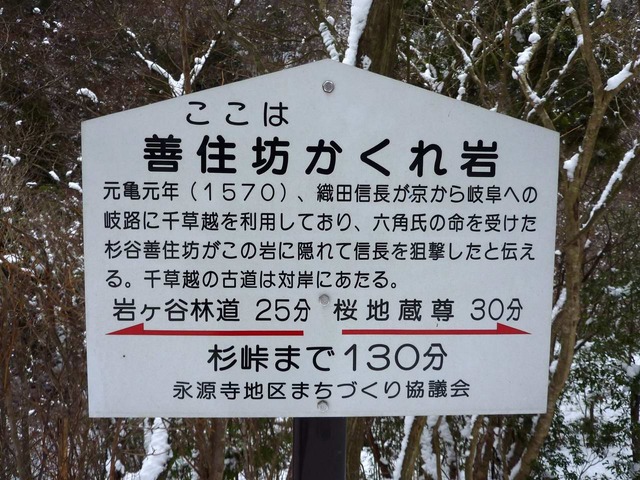 ここは
善住坊かくれ岩
元亀元年（1570）、織田信長が京から岐阜への
岐路に千草越を利用しており、六角氏の命を受けた
杉谷善住坊がこの岩に隠れて信長を狙撃したと伝え
る。千草越の古道は対岸にあたる。
岩ヶ谷林道 25分 桜地蔵尊 30分
杉峠まで130分
永源寺地区まちづくり協議会